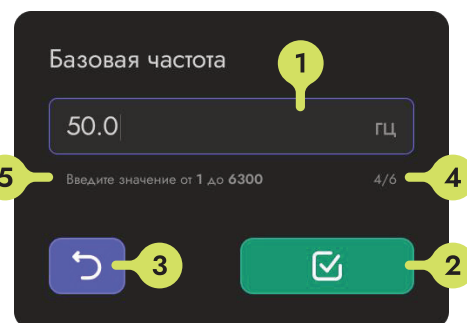 Базовая частота
1
50.0 гц
5 Введите значение от 1 до 6300 4/6 4
3
2